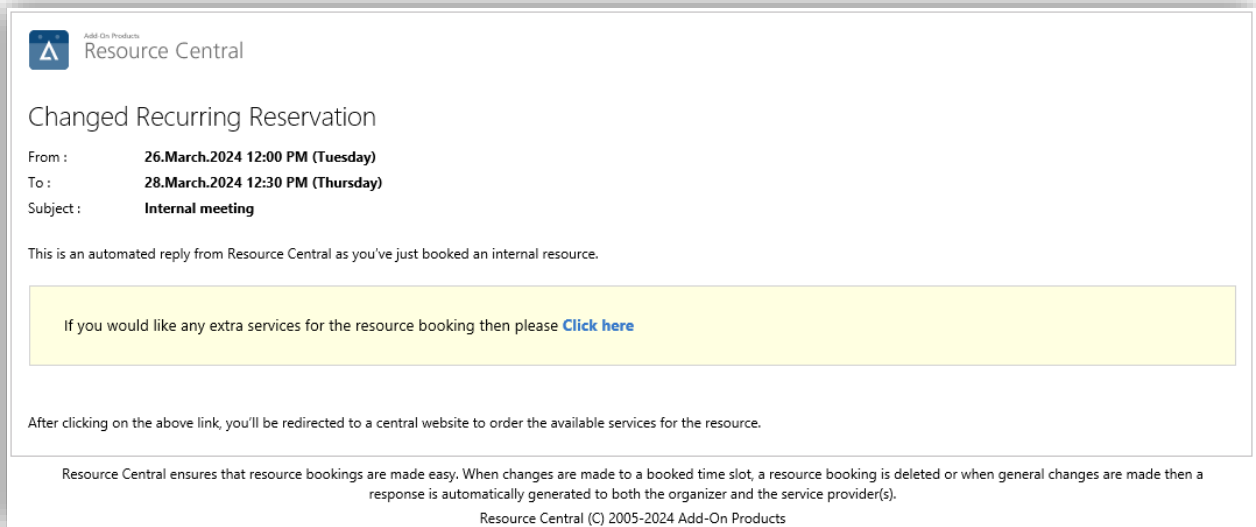 Add-On Products
Resource Central
Changed Recurring Reservation
From : 26.March.2024 12:00 PM (Tuesday)
To : 28.March.2024 12:30 PM (Thursday)
Subject : Internal meeting
This is an automated reply from Resource Central as you've just booked an internal resource.
If you would like any extra services for the resource booking then please Click here
After clicking on the above link, you'll be redirected to a central website to order the available services for the resource.
Resource Central ensures that resource bookings are made easy. When changes are made to a booked time slot, a resource booking is deleted or when general changes are made then a
response is automatically generated to both the organizer and the service provider(s).
Resource Central (C) 2005-2024 Add-On Products